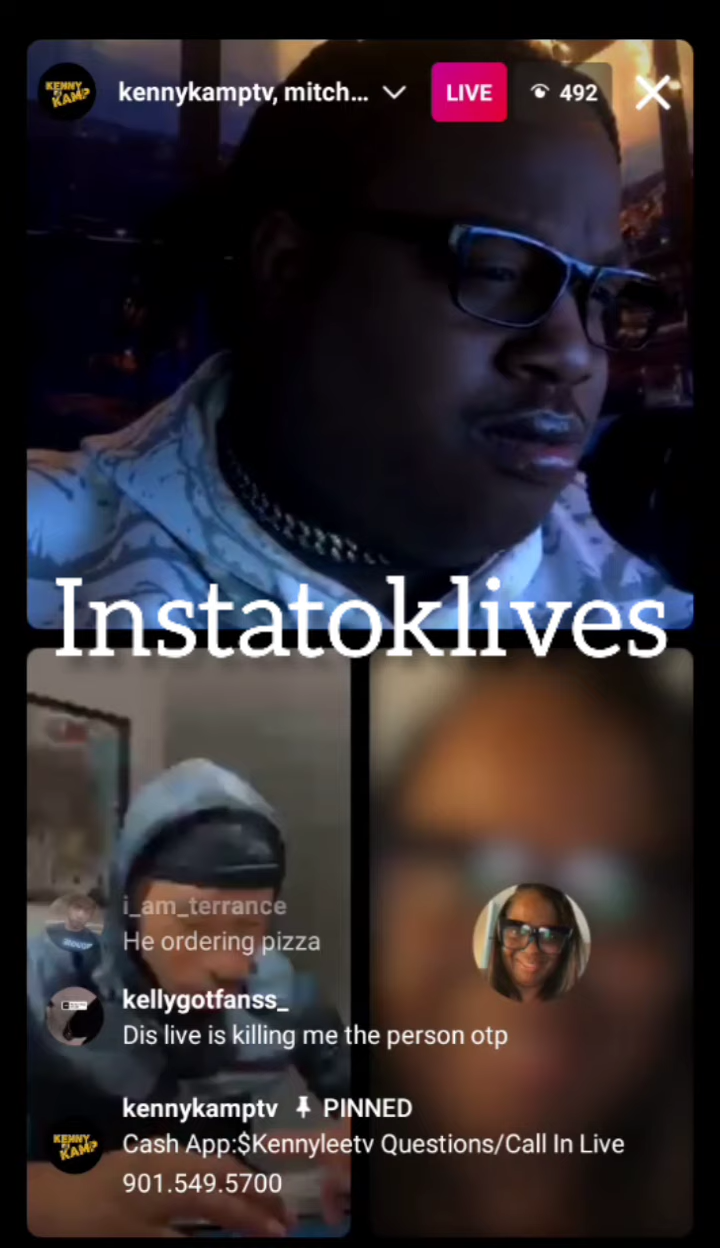 KENNY KAMP
kennykamptv, mitch...
LIVE
492
Instatoklives
i_am_terrance
He ordering pizza
kellygotfanss_
Dis live is killing me the person otp
KENNY KAMP
kennykamptv PINNED
Cash App:$Kennyleetv Questions/Call In Live
901.549.5700